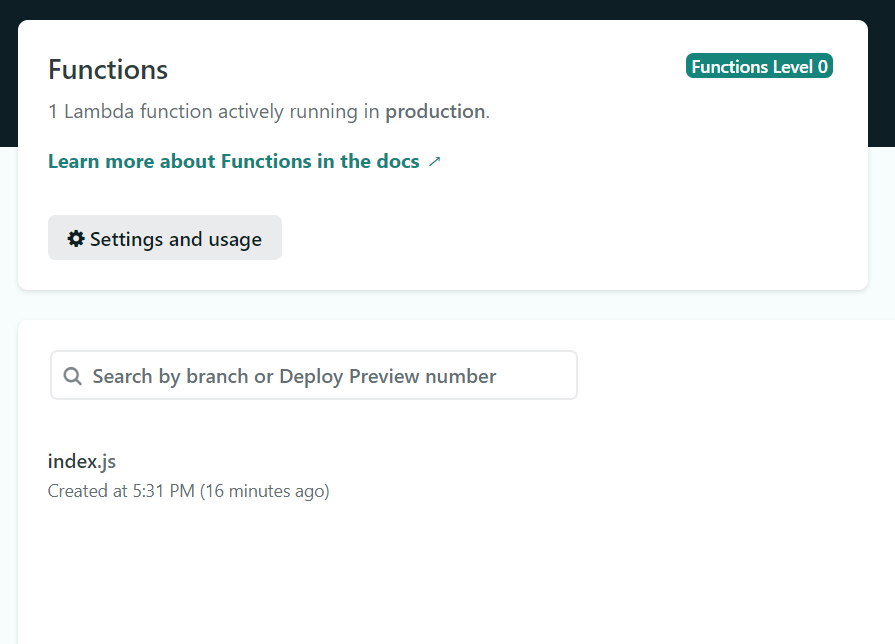 Functions
Functions Level 0
1 Lambda function actively running in production.
Learn more about Functions in the docs ↗
Settings and usage
Search by branch or Deploy Preview number
index.js
Created at 5:31 PM (16 minutes ago)